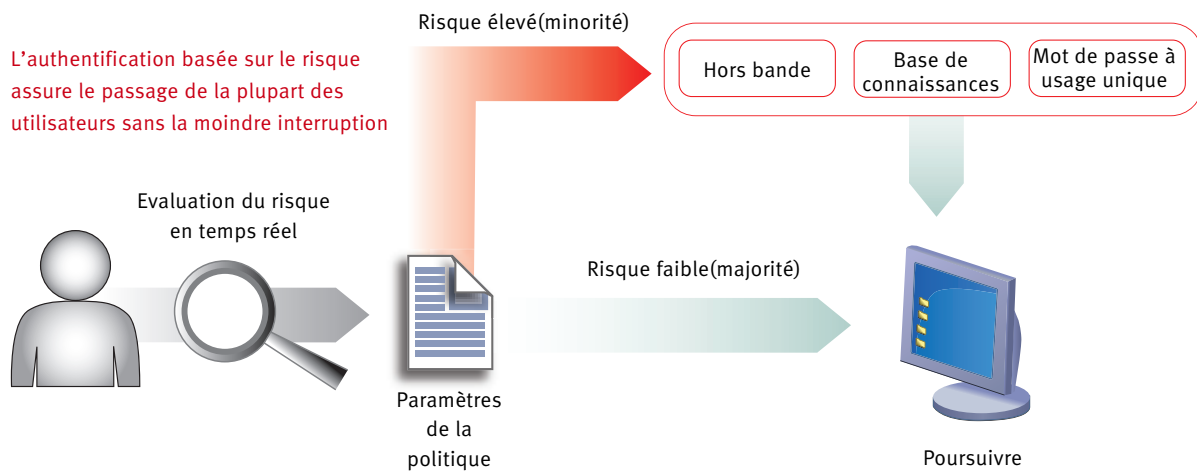 L'authentification basée sur le risque
assure le passage de la plupart des
utilisateurs sans la moindre interruption
Risque élevé(minorité)
Hors bande
Base de
connaissances
Mot de passe à
usage unique
Evaluation du risque
en temps réel
Risque faible(majorité)
Paramètres
de la
politique
Poursuivre